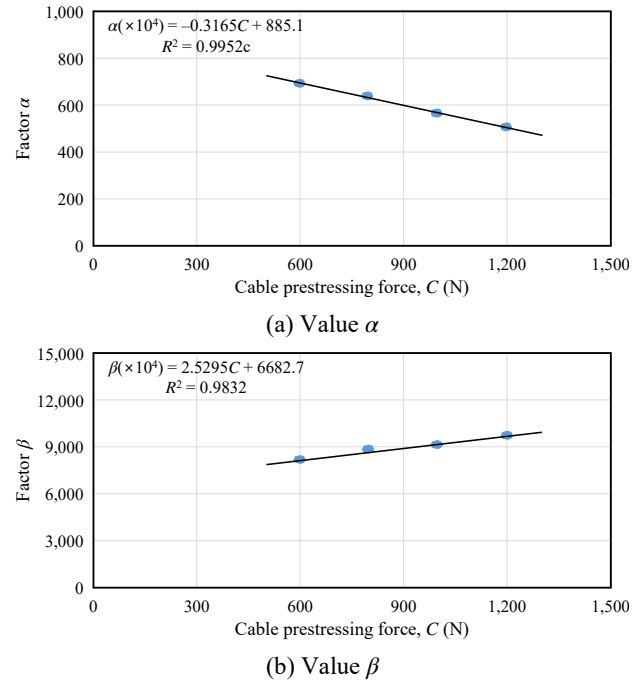 1,000
α(×10⁴) = –0.3165C + 885.1
R² = 0.9952c
800
600
400
200
0
Factor α
0 300 600 900 1,200 1,500
Cable prestressing force, C (N)
(a) Value α
15,000
β(×10⁴) = 2.5295C + 6682.7
R² = 0.9832
12,000
9,000
6,000
3,000
0
Factor β
0 300 600 900 1,200 1,500
Cable prestressing force, C (N)
(b) Value β